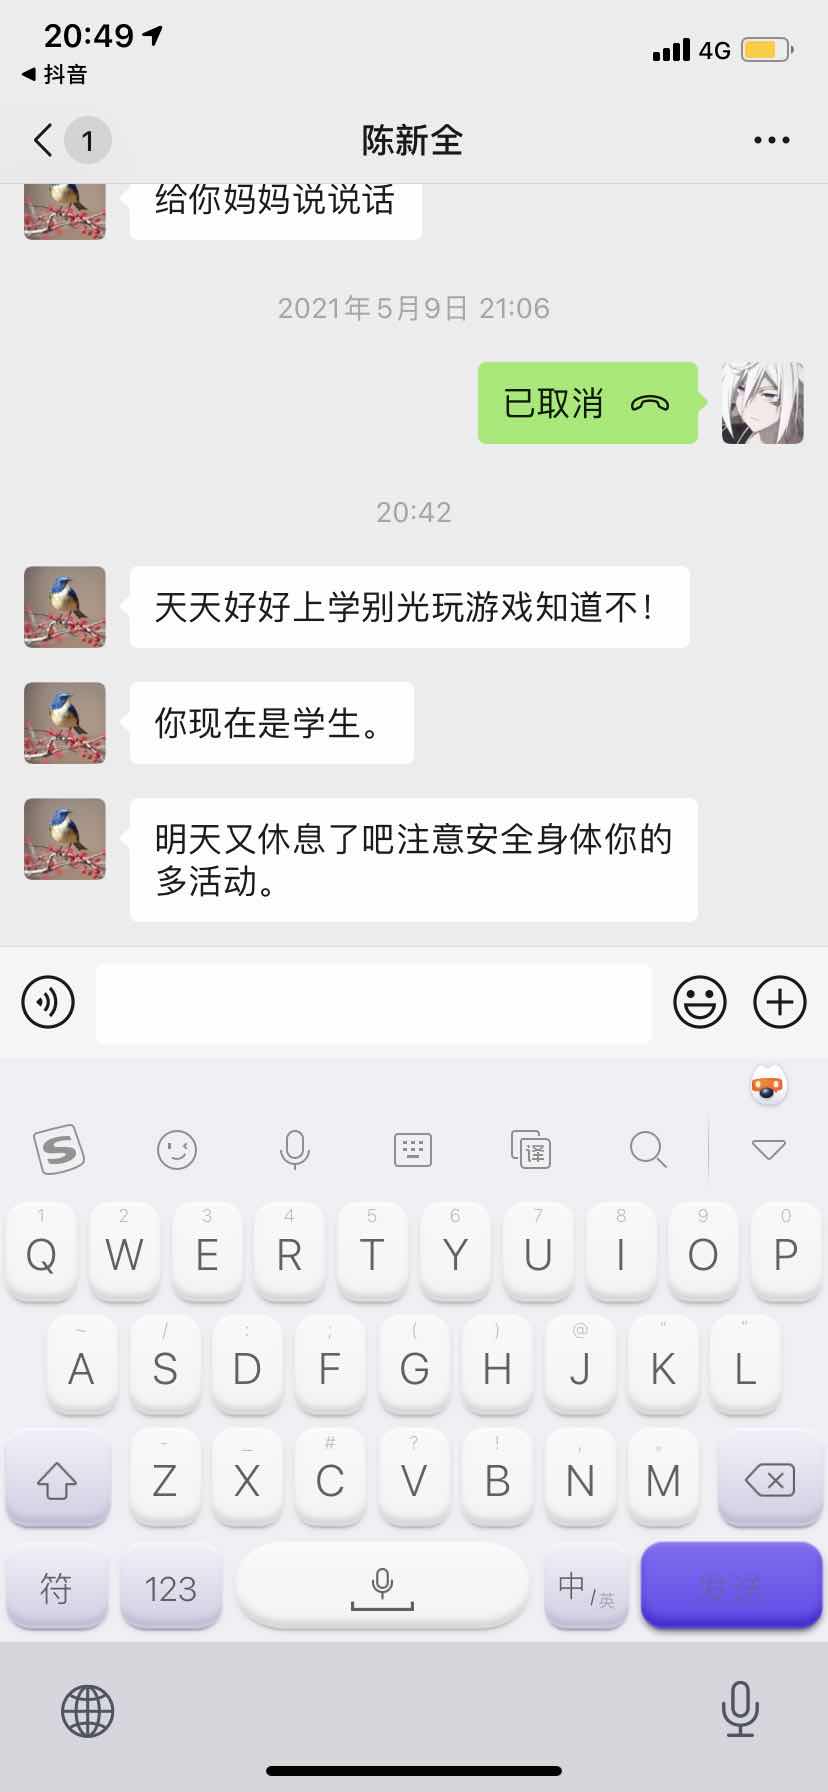 20:49
4G
抖音
1
陈新全
给你妈妈说说话
2021年5月9日 21:06
已取消
20:42
天天好好上学别光玩游戏知道不！
你现在是学生。
明天又休息了吧注意安全身体你的
多活动。
S
译
1 2 3 4 5 6 7 8 9 0
Q W E R T Y U I O P
~ / : ; ( ) @ “ ”
A S D F G H J K L
- _ # ? ! , 。
Z X C V B N M
符 123 中/英 发送